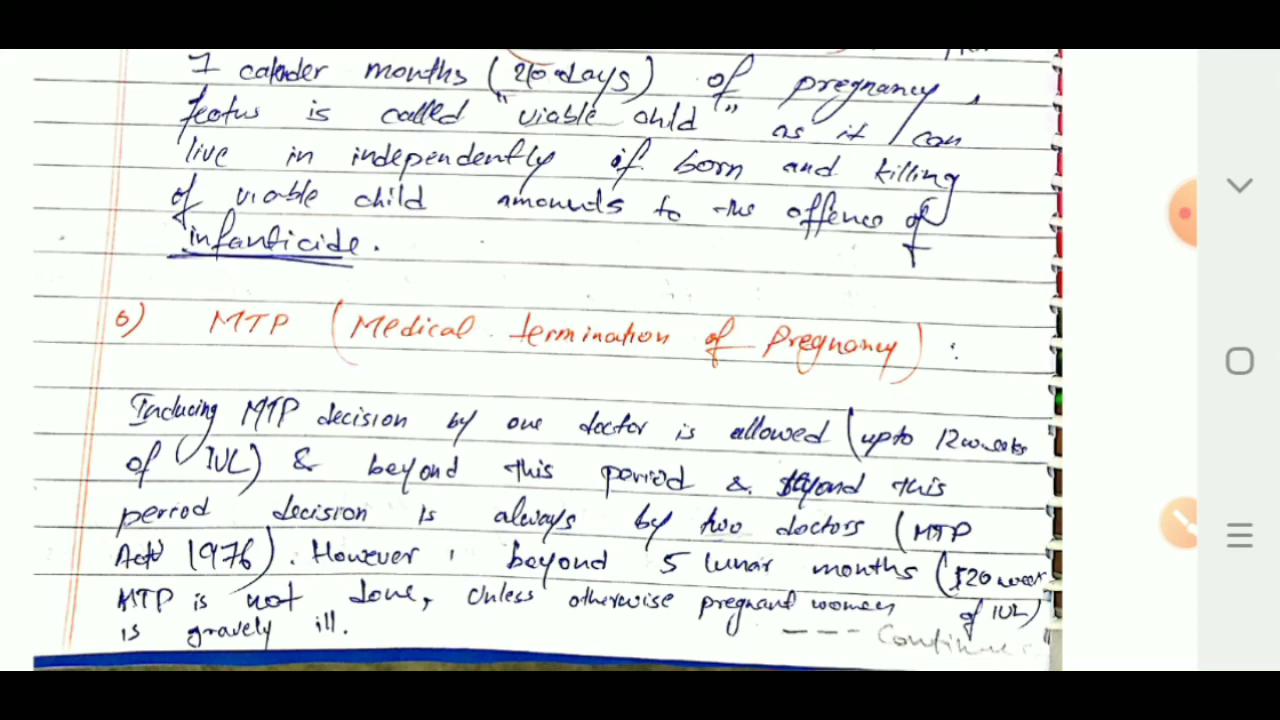 7 calender months (210 days) of pregnancy,
feotus is called "viable child" as it can
live in independently if born and killing
of viable child amounts to the offence of
infanticide.
6) MTP (Medical termination of Pregnancy) :
Inducing MTP decision by one doctor is allowed (upto 12 weeks
of IUL) & beyond this period & beyond this
period decision is always by two doctors (MTP
Act 1976). However, beyond 5 lunar months (20 week
of IUL)
MTP is not done, Unless otherwise pregnant women
is gravely ill.
--- Continue